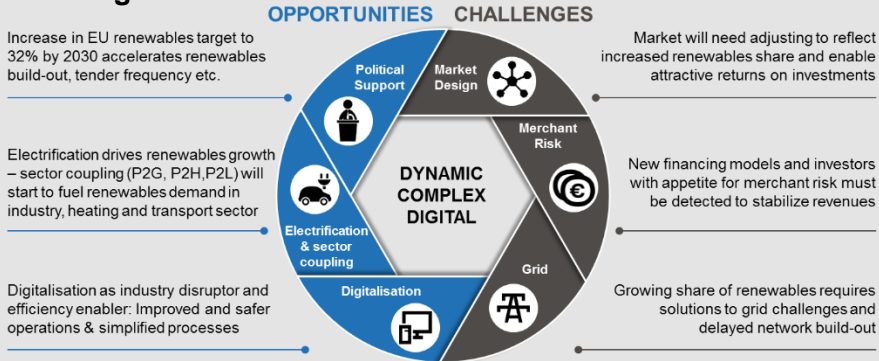 OPPORTUNITIES CHALLENGES
Increase in EU renewables target to
32% by 2030 accelerates renewables
build-out, tender frequency etc.
Electrification drives renewables growth
– sector coupling (P2G, P2H,P2L) will
start to fuel renewables demand in
industry, heating and transport sector
Digitalisation as industry disruptor and
efficiency enabler: Improved and safer
operations & simplified processes
Political
Support
Market
Design
Merchant
Risk
DYNAMIC
COMPLEX
DIGITAL
Electrification
& sector
coupling
Digitalisation
Grid
Market will need adjusting to reflect
increased renewables share and enable
attractive returns on investments
New financing models and investors
with appetite for merchant risk must
be detected to stabilize revenues
Growing share of renewables requires
solutions to grid challenges and
delayed network build-out